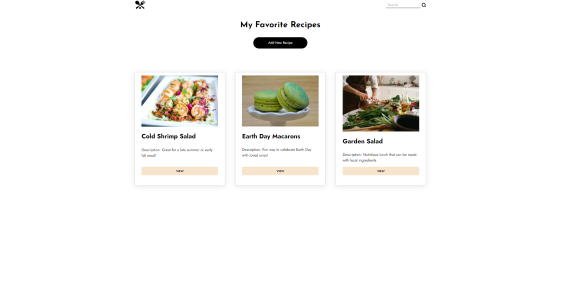 Search
My Favorite Recipes
Add New Recipe
Cold Shrimp Salad
Description: Great for a late summer or early
fall meal!
VIEW
Earth Day Macarons
Description: Fun way to celebrate Earth Day
with loved ones!
VIEW
Garden Salad
Description: Nutritious lunch that can be made
with local ingredients
VIEW